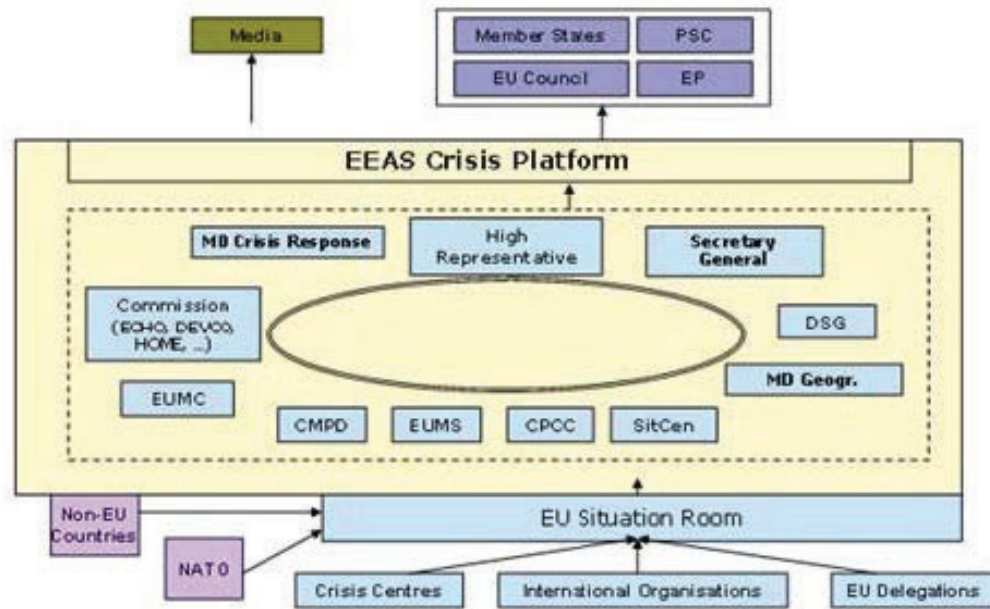 Media
Member States
PSC
EU Council
EP
EEAS Crisis Platform
MD Crisis Response
High
Representative
Secretary
General
Commission
(ECHO, DEVCO,
HOME, ...)
DSG
MD Geogr.
EUMC
CMPD
EUMS
CPCC
SitCen
Non-EU
Countries
EU Situation Room
NATO
Crisis Centres
International Organisations
EU Delegations